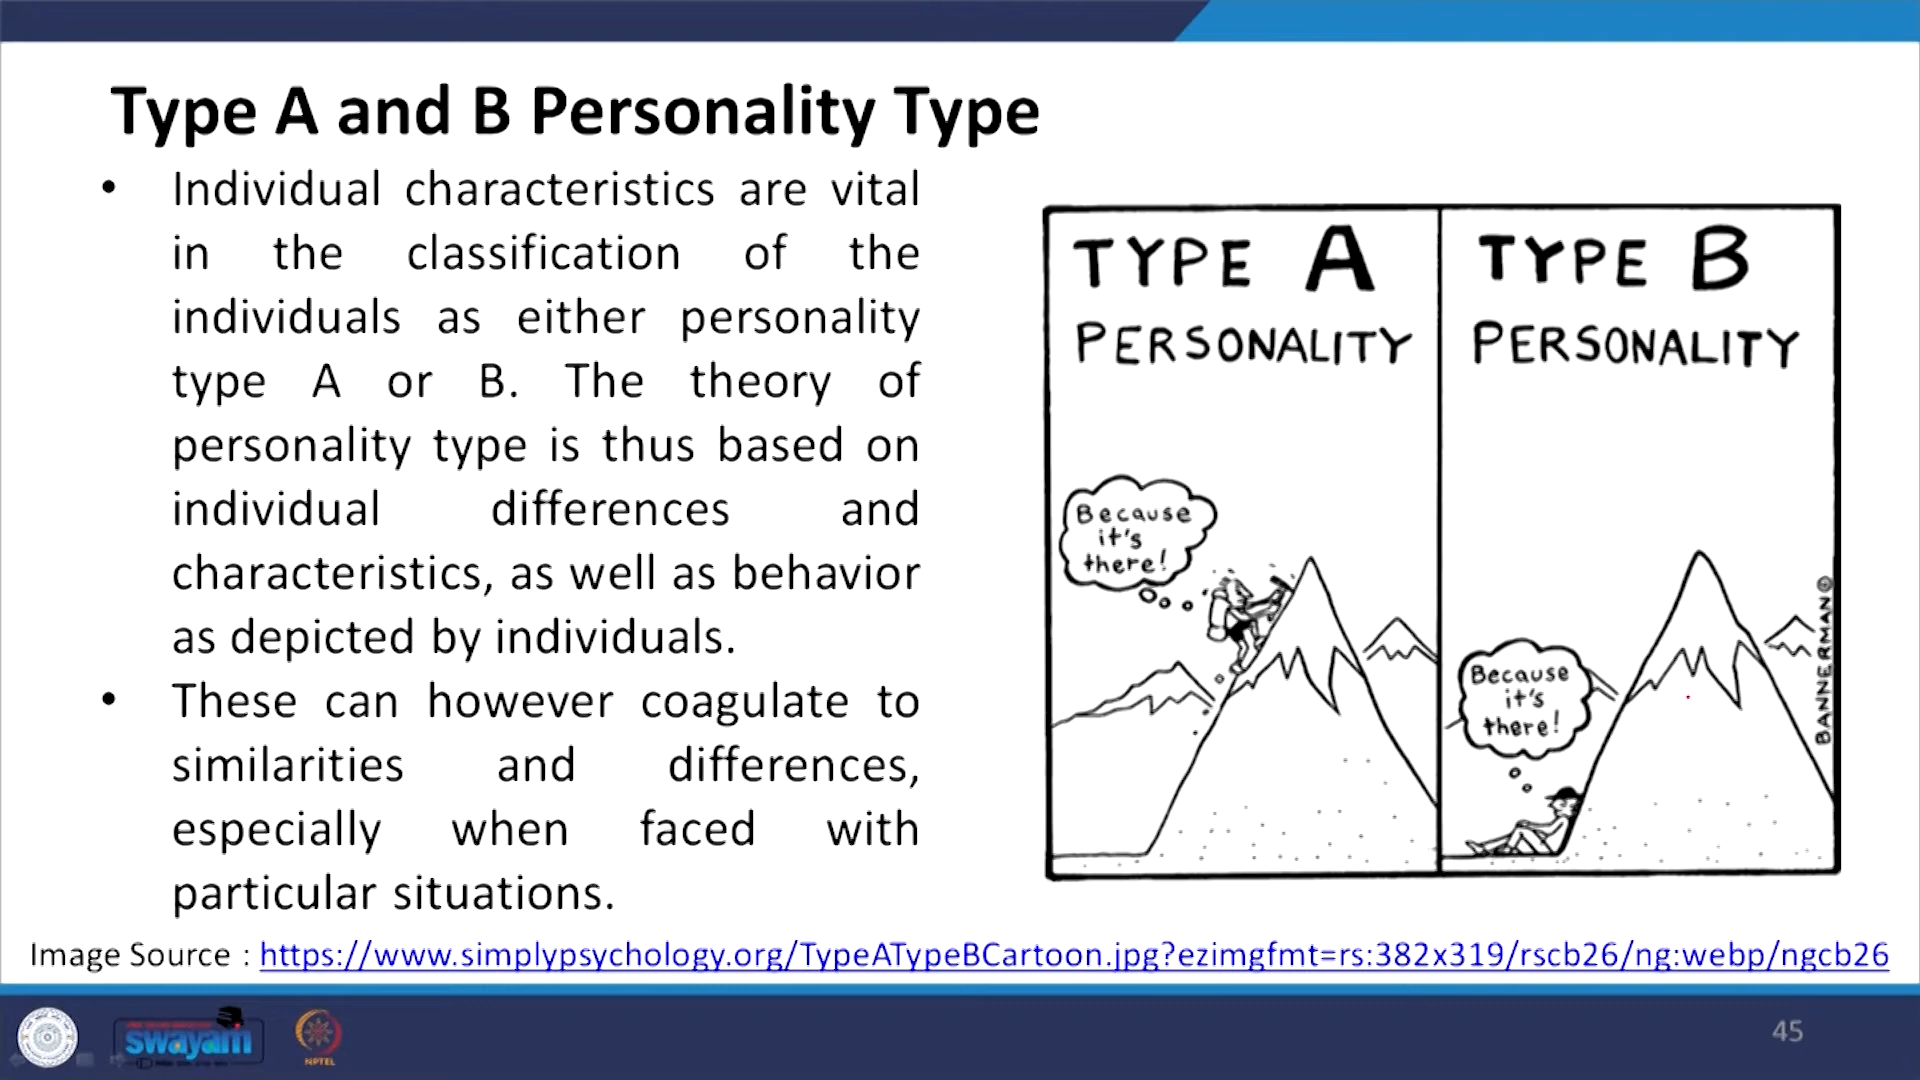 Type A and B Personality Type
• Individual characteristics are vital
in the classification of the
individuals as either personality
type A or B. The theory of
personality type is thus based on
individual differences and
characteristics, as well as behavior
as depicted by individuals.
• These can however coagulate to
similarities and differences,
especially when faced with
particular situations.
TYPE A
PERSONALITY
Because
it's
there!
TYPE B
PERSONALITY
Because
it's
there!
BANNERMAN©
Image Source : https://www.simplypsychology.org/TypeATypeBCartoon.jpg?ezimgfmt=rs:382x319/rscb26/ng:webp/ngcb26
swayam
NPTEL
45